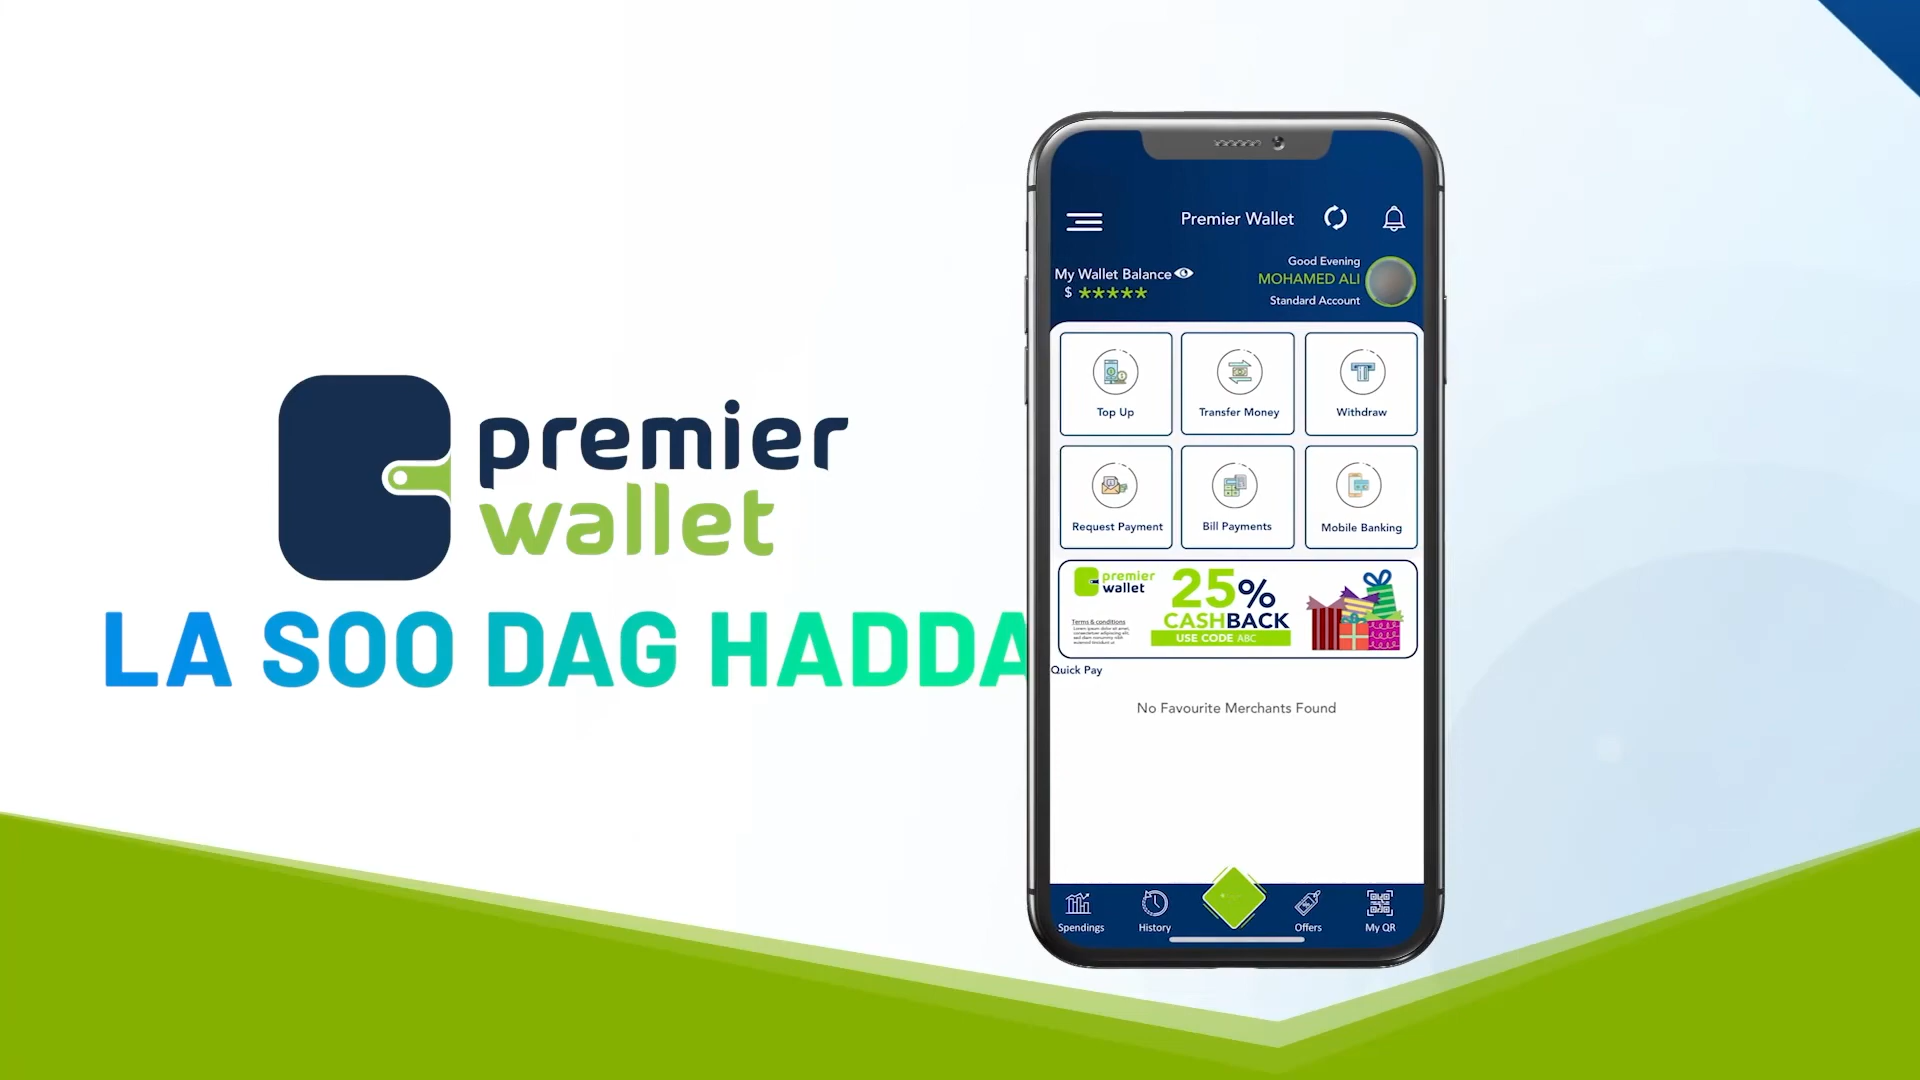 premier
wallet
LA SOO DAG HADDA
Premier Wallet
My Wallet Balance
$ *****
Good Evening
MOHAMED ALI
Standard Account
Top Up
Transfer Money
Withdraw
Request Payment
Bill Payments
Mobile Banking
premier
wallet
Terms & conditions
25%
CASHBACK
USE CODE ABC
Quick Pay
No Favourite Merchants Found
Spendings
History
Offers
My QR